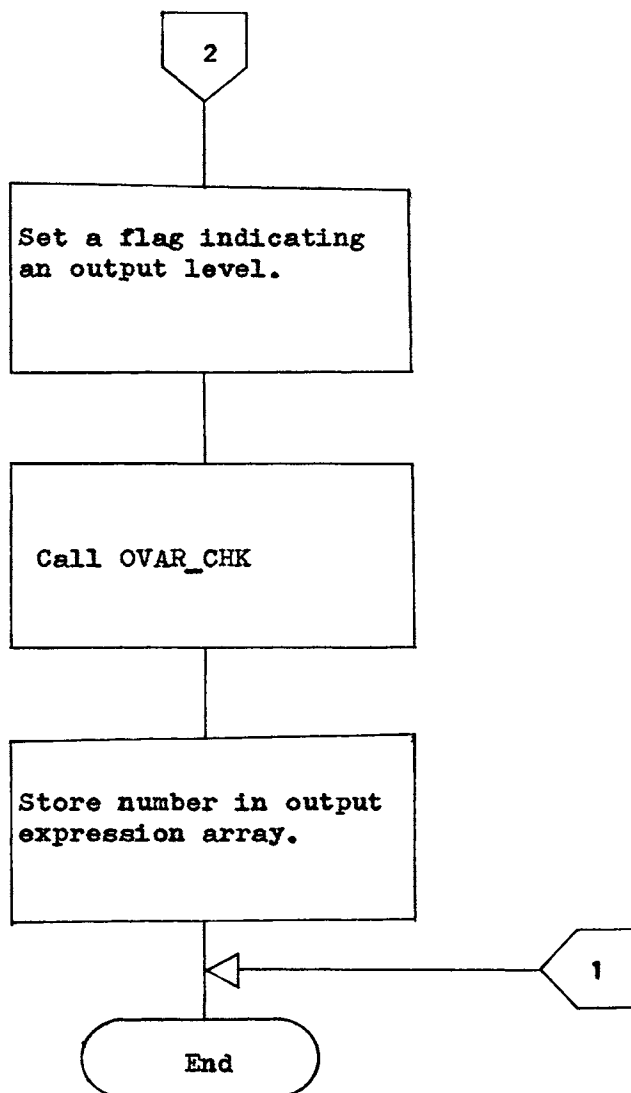 2
Set a flag indicating
an output level.
Call OVAR_CHK
Store number in output
expression array.
1
End